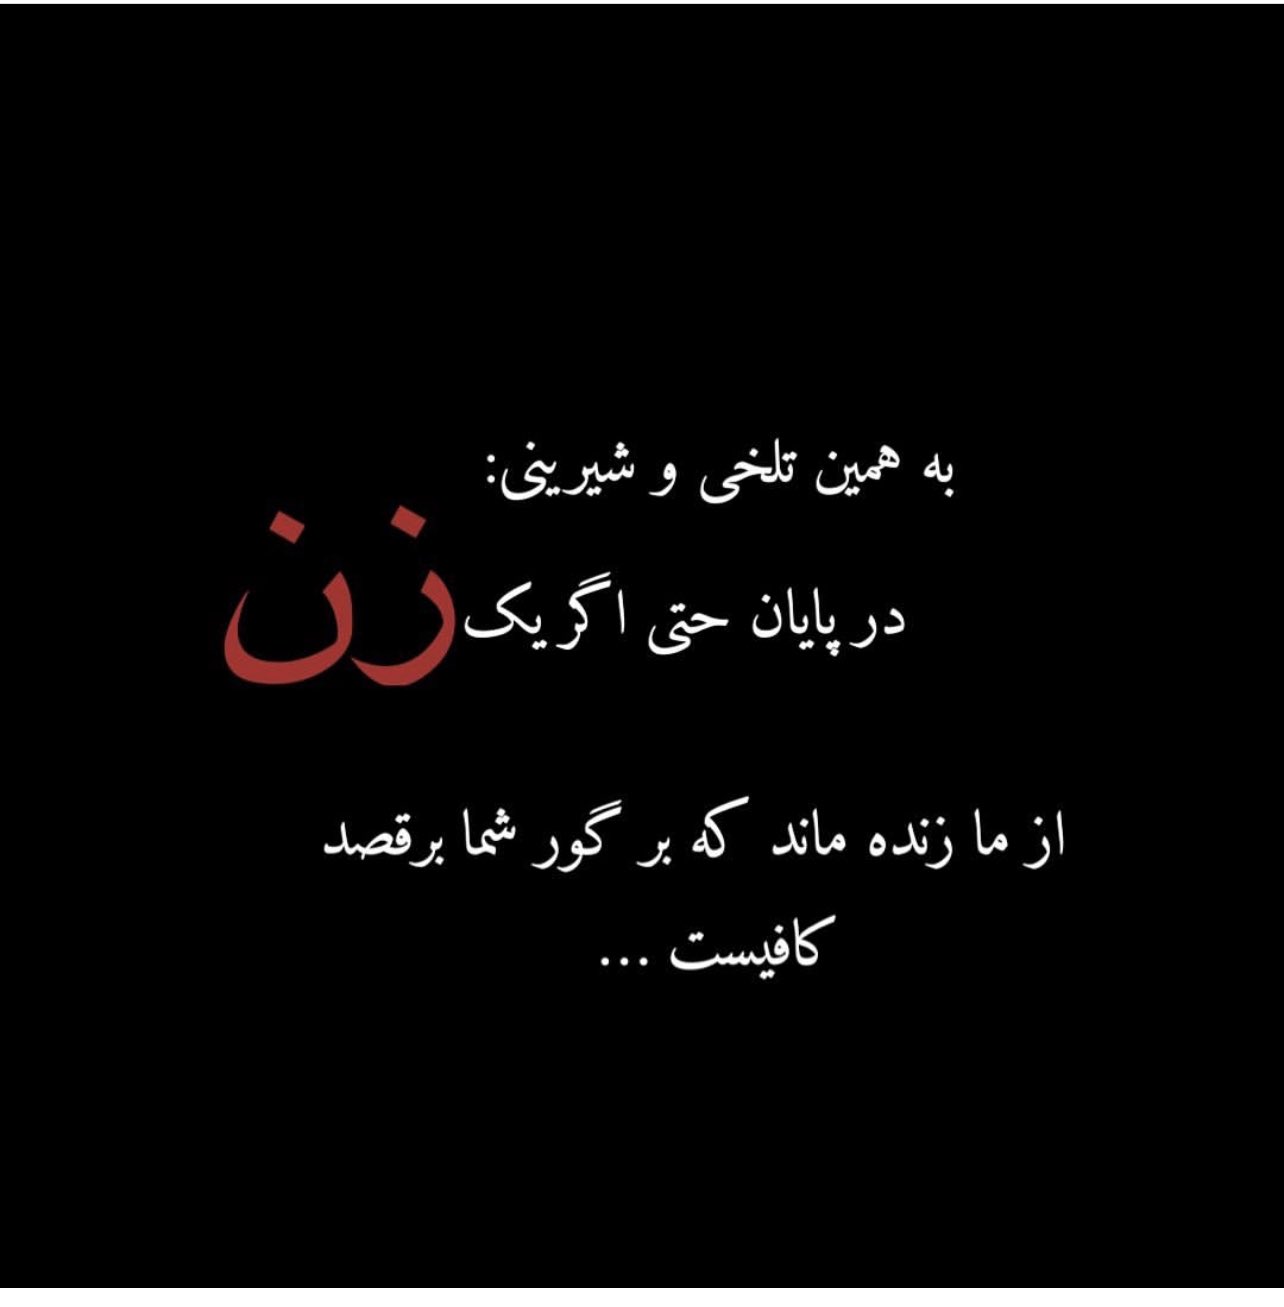 به همین تلخی و شیرینی:
در پایان حتی اگر یک زن
از ما زنده ماند که بر گور شما برقصد
کافیست ...